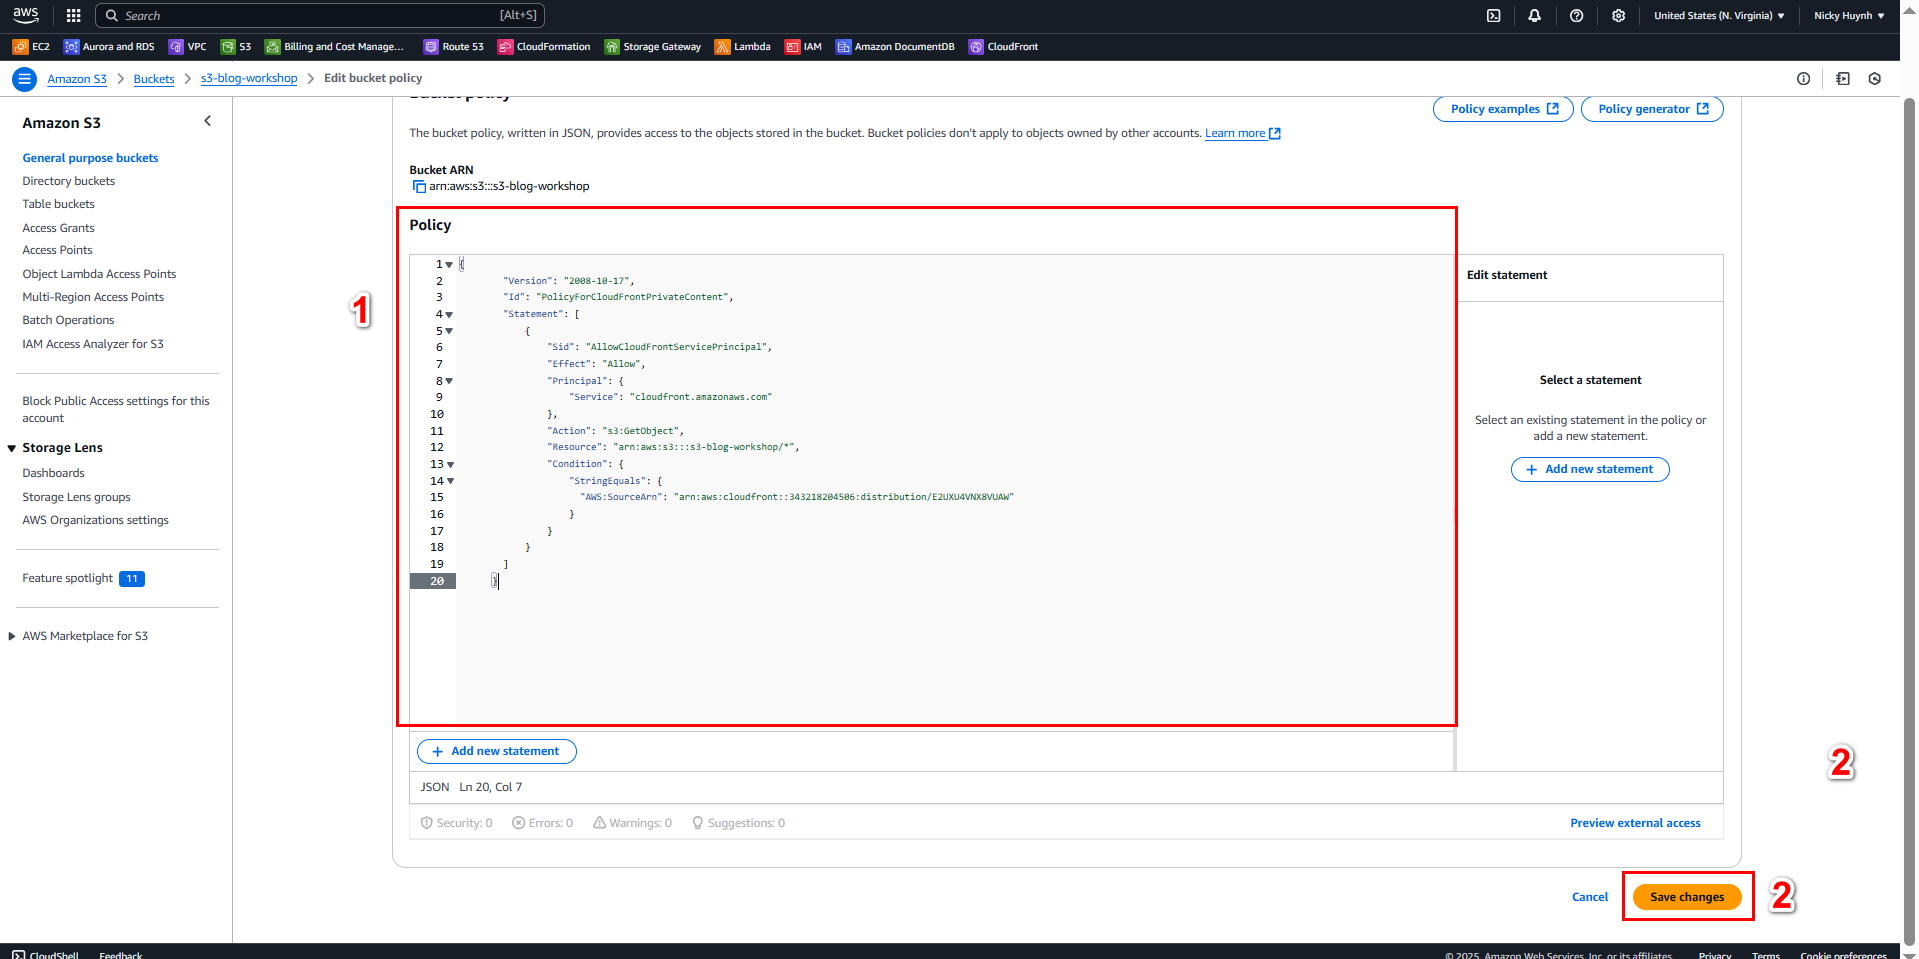 aws
Search
[Alt+S]
United States (N. Virginia)
Nicky Huynh
EC2
Aurora and RDS
VPC
S3
Billing and Cost Manage...
Route 53
CloudFormation
Storage Gateway
Lambda
IAM
Amazon DocumentDB
CloudFront
Amazon S3 > Buckets > s3-blog-workshop > Edit bucket policy
Amazon S3
General purpose buckets
Directory buckets
Table buckets
Access Grants
Access Points
Object Lambda Access Points
Multi-Region Access Points
Batch Operations
IAM Access Analyzer for S3
Block Public Access settings for this
account
Storage Lens
Dashboards
Storage Lens groups
AWS Organizations settings
Feature spotlight 11
AWS Marketplace for S3
Bucket policy
Policy examples
Policy generator
The bucket policy, written in JSON, provides access to the objects stored in the bucket. Bucket policies don't apply to objects owned by other accounts. Learn more
Bucket ARN
arn:aws:s3:::s3-blog-workshop
1
Policy
1 {
2 "Version": "2008-10-17",
3 "Id": "PolicyForCloudFrontPrivateContent",
4 "Statement": [
5 {
6 "Sid": "AllowCloudFrontServicePrincipal",
7 "Effect": "Allow",
8 "Principal": {
9 "Service": "cloudfront.amazonaws.com"
10 },
11 "Action": "s3:GetObject",
12 "Resource": "arn:aws:s3:::s3-blog-workshop/*",
13 "Condition": {
14 "StringEquals": {
15 "AWS:SourceArn": "arn:aws:cloudfront::343218204506:distribution/E2UXU4VNX8VUAW"
16 }
17 }
18 }
19 ]
20 }
Edit statement
Select a statement
Select an existing statement in the policy or
add a new statement.
+ Add new statement
+ Add new statement
JSON Ln 20, Col 7
Security: 0
Errors: 0
Warnings: 0
Suggestions: 0
Preview external access
2
Cancel
Save changes
2
CloudShell
Feedback
© 2025, Amazon Web Services, Inc. or its affiliates.
Privacy
Terms
Cookie preferences